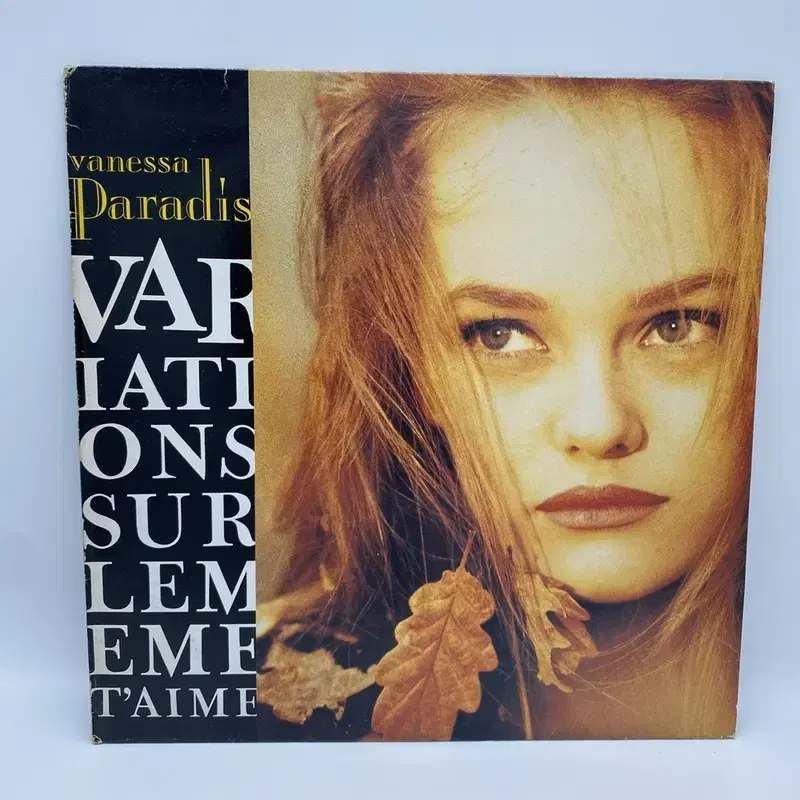 vanessa
Paradis
VAR
IATI
ONS
SUR
LEM
EME
T'AIME